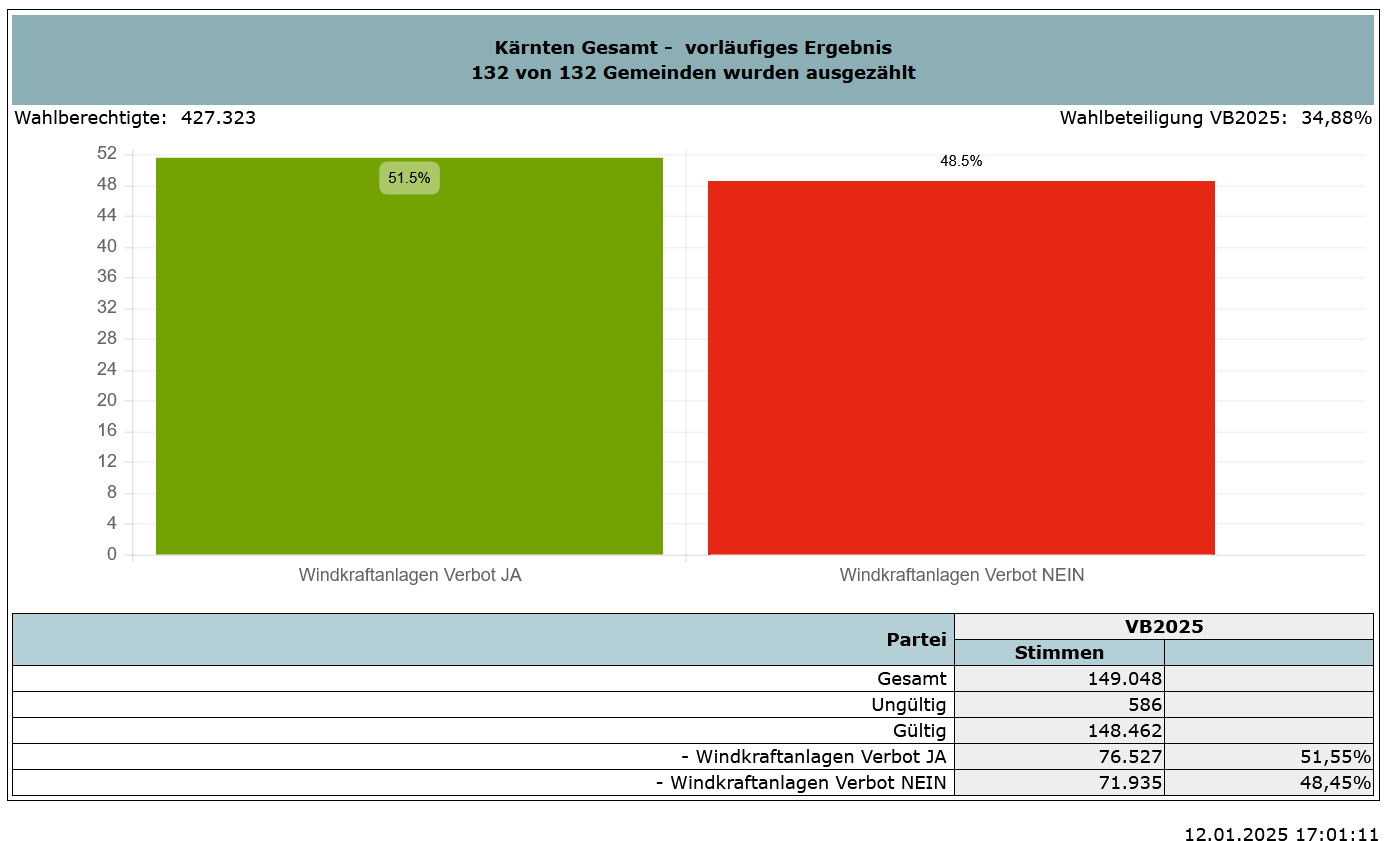 Kärnten Gesamt -  vorläufiges Ergebnis
132 von 132 Gemeinden wurden ausgezählt
Wahlberechtigte:  427.323
Wahlbeteiligung VB2025:  34,88%
52
48
44
40
36
32
28
24
20
16
12
8
4
0
51.5%
48.5%
Windkraftanlagen Verbot JA
Windkraftanlagen Verbot NEIN
Partei
VB2025
Stimmen
Gesamt 149.048
Ungültig 586
Gültig 148.462
- Windkraftanlagen Verbot JA 76.527 51,55%
- Windkraftanlagen Verbot NEIN 71.935 48,45%
12.01.2025 17:01:11